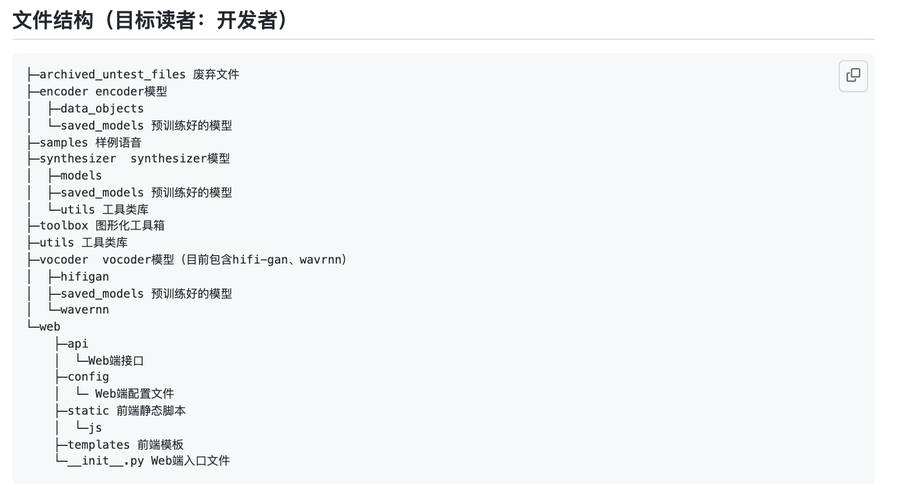 文件结构（目标读者：开发者）
├─archived_untest_files 废弃文件
├─encoder encoder模型
│  ├─data_objects
│  └─saved_models 预训练好的模型
├─samples 样例语音
├─synthesizer  synthesizer模型
│  ├─models
│  ├─saved_models 预训练好的模型
│  └─utils 工具类库
├─toolbox 图形化工具箱
├─utils 工具类库
├─vocoder  vocoder模型（目前包含hifi-gan、wavrnn）
│  ├─hifigan
│  ├─saved_models 预训练好的模型
│  └─wavernn
└─web
    ├─api
    │  └─Web端接口
    ├─config
    │  └─ Web端配置文件
    ├─static 前端静态脚本
    │  └─js
    ├─templates 前端模板
    └─__init__.py Web端入口文件